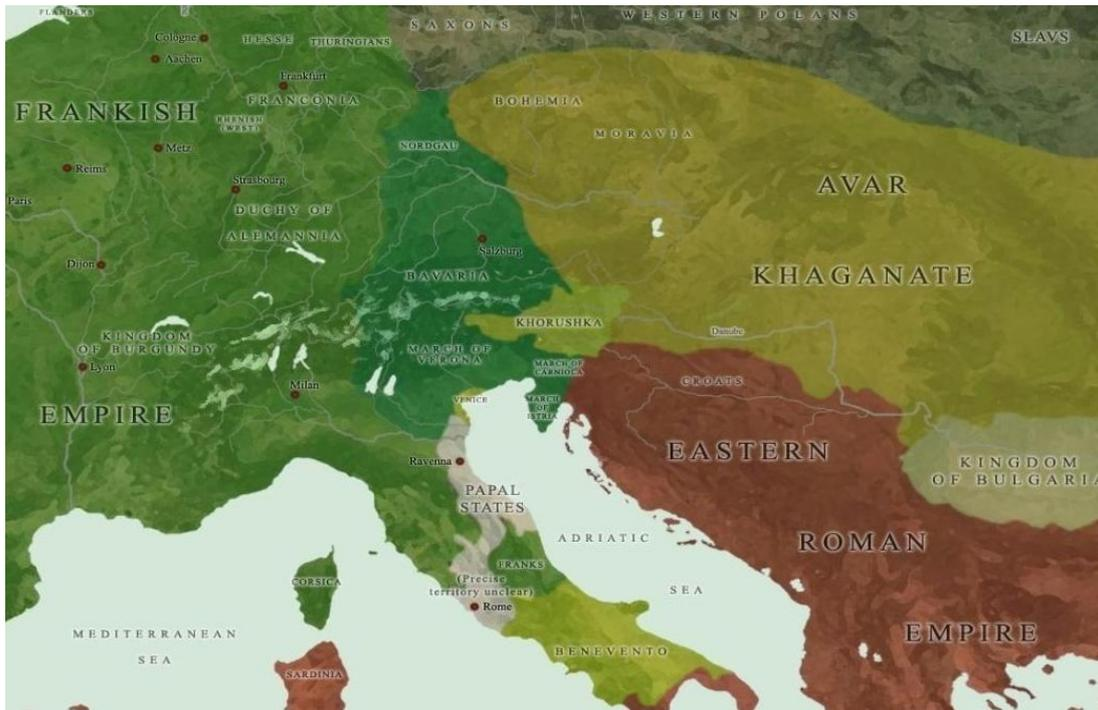 FLANDERS
SAXONS
WESTERN POLANS
SLAVS
Cologne
HESSE
THURINGIANS
Aachen
Frankfurt
FRANCONIA
BOHEMIA
FRANKISH
RHENISH
(WEST)
MORAVIA
Metz
NORDGAU
Reims
Strasbourg
AVAR
Paris
DUCHY OF
ALEMANNIA
Salzburg
Dijon
BAVARIA
KHAGANATE
KHORUSHKA
Danube
KINGDOM
OF BURGUNDY
MARCH OF
VERONA
MARCH OF
CARNIOLA
Lyon
Milan
CROATS
EMPIRE
VENICE
MARCH
OF
ISTRIA
EASTERN
Ravenna
KINGDOM
OF BULGARIA
PAPAL
STATES
ADRIATIC
SEA
ROMAN
FRANKS
CORSICA
(Precise
territory unclear)
Rome
MEDITERRANEAN
SEA
EMPIRE
BENEVENTO
SARDINIA